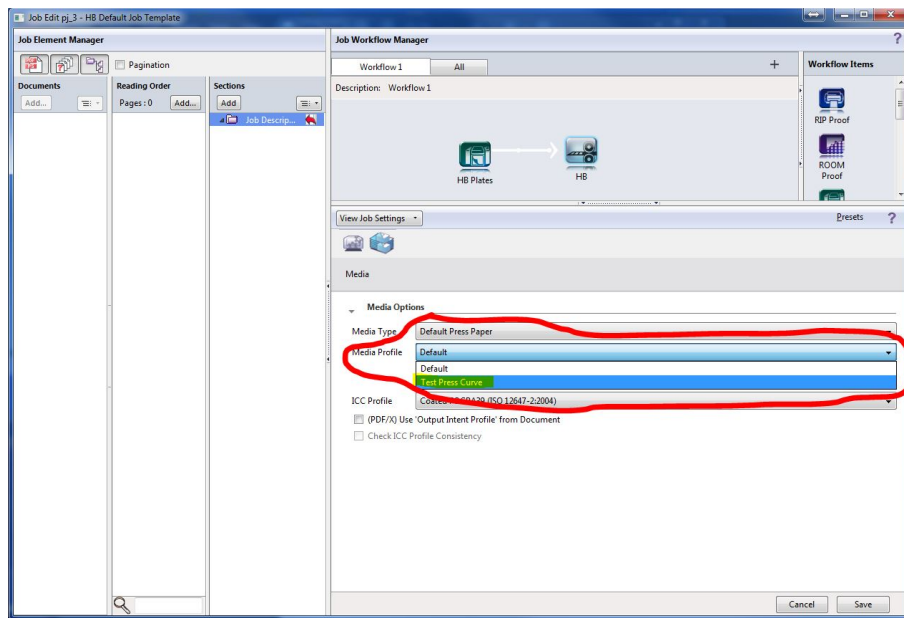 Job Edit pj_3 - HB Default Job Template
Job Element Manager
Pagination
Documents
Add...
Reading Order
Pages : 0
Add...
Sections
Add
Job Descrip...
Job Workflow Manager
?
Workflow 1
All
+
Description: Workflow 1
HB Plates
HB
Workflow Items
RIP Proof
ROOM
Proof
View Job Settings
Presets
?
Media
Media Options
Media Type
Default Press Paper
Media Profile
Default
Default
Test Press Curve
ICC Profile
(ISO 12647-2:2004)
(PDF/X) Use 'Output Intent Profile' from Document
Check ICC Profile Consistency
Cancel
Save